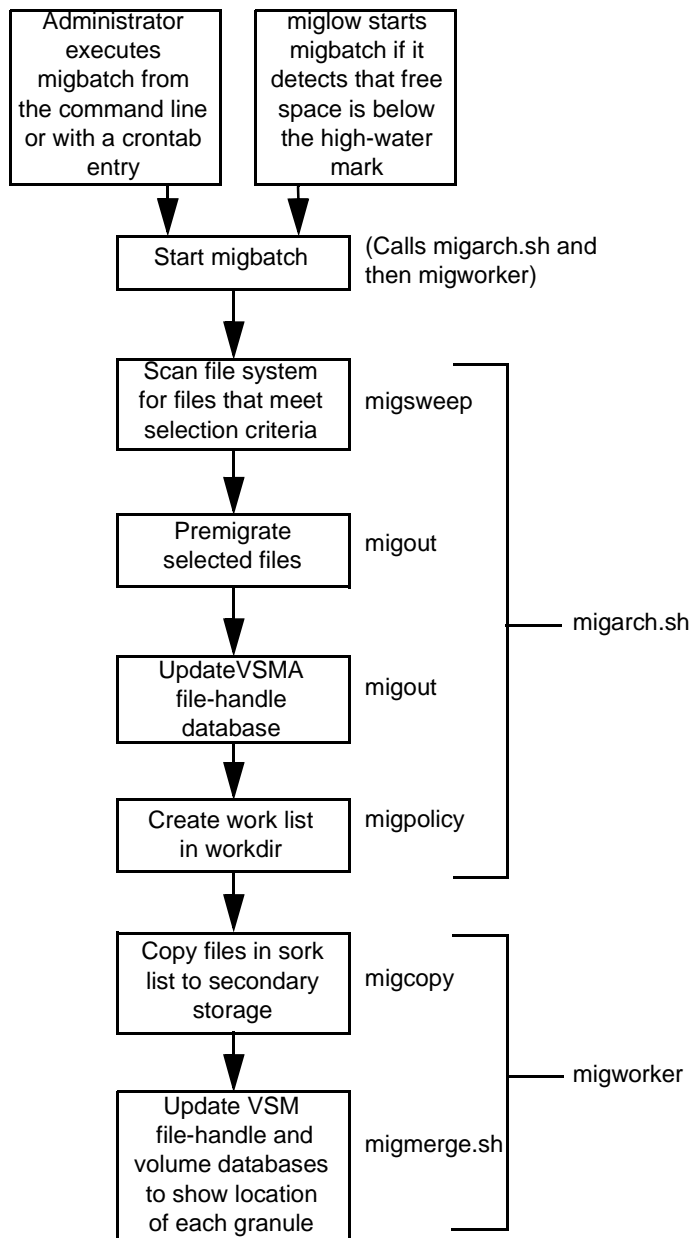 Administrator
executes
migbatch from
the command line
or with a crontab
entry
miglow starts
migbatch if it
detects that free
space is below
the high-water
mark
Start migbatch
(Calls migarch.sh and
then migworker)
Scan file system
for files that meet
selection criteria
migsweep
Premigrate
selected files
migout
migarch.sh
UpdateVSMA
file-handle
database
migout
Create work list
in workdir
migpolicy
Copy files in sork
list to secondary
storage
migcopy
migworker
Update VSM
file-handle and
volume databases
to show location
of each granule
migmerge.sh